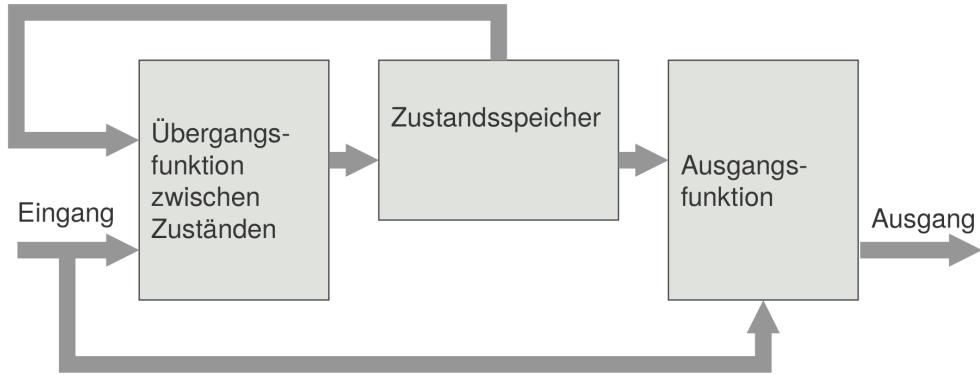 Übergangs-
funktion
zwischen
Zuständen
Zustandsspeicher
Ausgangs-
funktion
Eingang
Ausgang